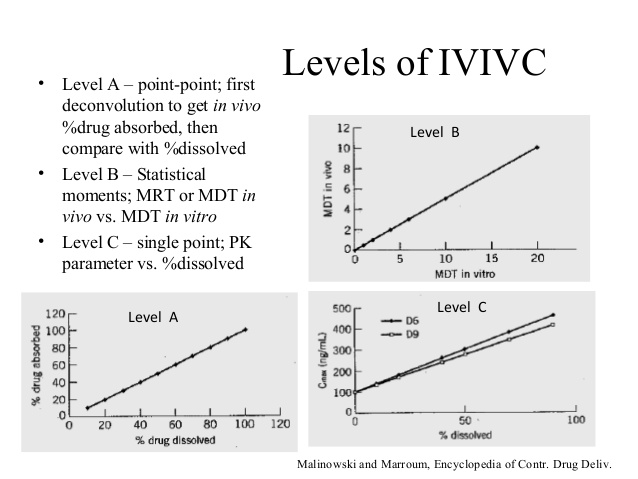 Levels of IVIVC
• Level A – point-point; first
deconvolution to get in vivo
%drug absorbed, then
compare with %dissolved
• Level B – Statistical
moments; MRT or MDT in
vivo vs. MDT in vitro
• Level C – single point; PK
parameter vs. %dissolved
Level B
MDT in vivo
12
10
8
6
4
2
0
0 5 10 15 20
MDT in vitro
Level A
% drug absorbed
120
100
80
60
40
20
0
0 20 40 60 80 100 120
% drug dissolved
Level C
D6
D9
Cmax (ng/mL)
500
400
300
200
100
0
0 50 100
% dissolved
Malinowski and Marroum, Encyclopedia of Contr. Drug Deliv.